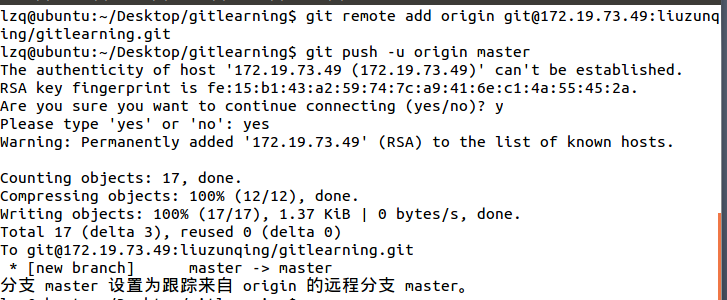 lzq@ubuntu:~/Desktop/gitlearning$ git remote add origin git@172.19.73.49:liuzunq
ing/gitlearning.git
lzq@ubuntu:~/Desktop/gitlearning$ git push -u origin master
The authenticity of host '172.19.73.49 (172.19.73.49)' can't be established.
RSA key fingerprint is fe:15:b1:43:a2:59:74:7c:a9:41:6e:c1:4a:55:45:2a.
Are you sure you want to continue connecting (yes/no)? y
Please type 'yes' or 'no': yes
Warning: Permanently added '172.19.73.49' (RSA) to the list of known hosts.
Counting objects: 17, done.
Compressing objects: 100% (12/12), done.
Writing objects: 100% (17/17), 1.37 KiB | 0 bytes/s, done.
Total 17 (delta 3), reused 0 (delta 0)
To git@172.19.73.49:liuzunqing/gitlearning.git
 * [new branch]      master -> master
分支 master 设置为跟踪来自 origin 的远程分支 master。